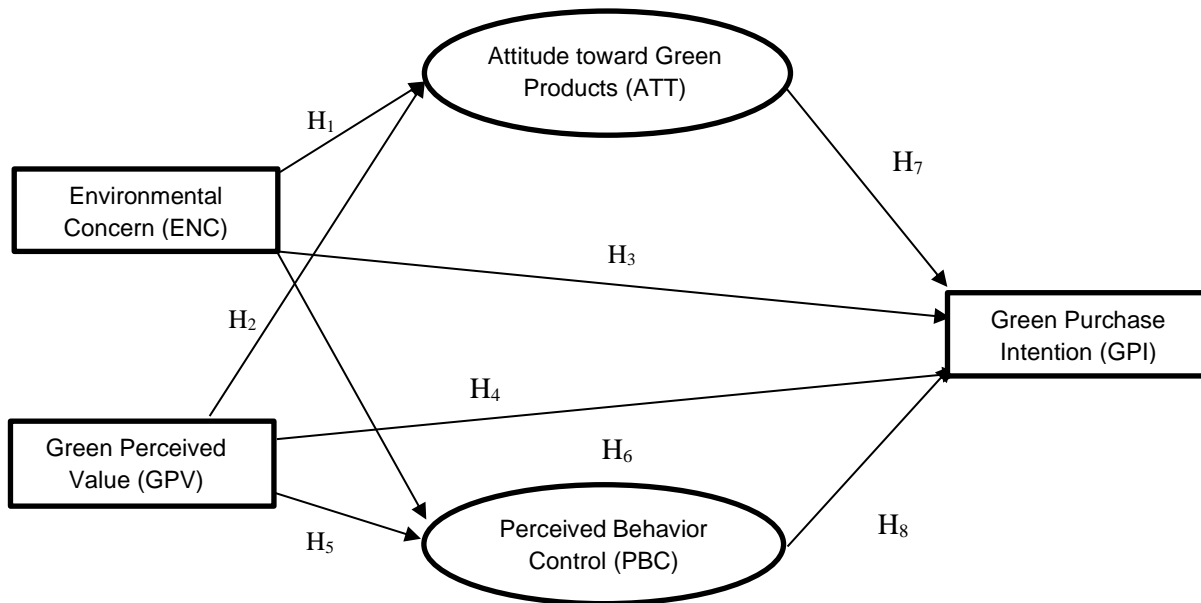 Attitude toward Green
Products (ATT)
H₁
H₇
Environmental
Concern (ENC)
H₃
H₂
Green Purchase
Intention (GPI)
H₄
Green Perceived
Value (GPV)
H₆
H₅
Perceived Behavior
Control (PBC)
H₈